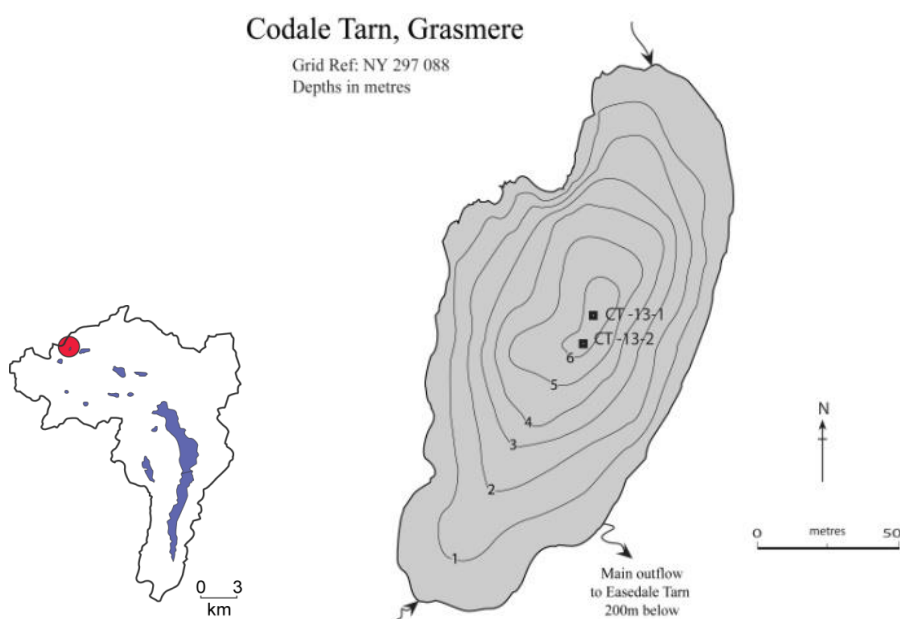 Codale Tarn, Grasmere
Grid Ref: NY 297 088
Depths in metres
CT -13-1
CT -13-2
6
5
4
3
2
1
N
0 metres 50
Main outflow
to Easedale Tarn
200m below
0 3
km